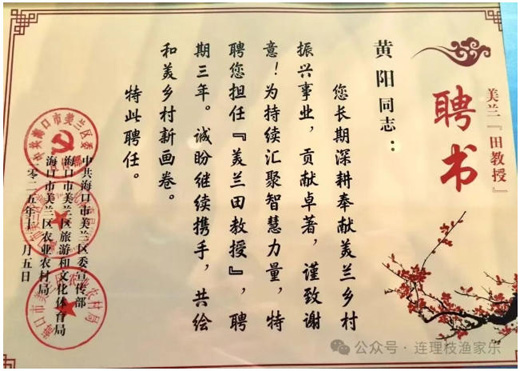 美兰『田教授』
聘书
黄阳同志：
您长期深耕奉献美兰乡村
振兴事业，贡献卓著，谨致谢
意！为持续汇聚智慧力量，特
聘您担任『美兰田教授』，聘
期三年。诚盼继续携手，共绘
和美乡村新画卷。
特此聘任。
中共海口市美兰区委宣传部
海口市美兰区旅游和文化体育局
海口市美兰区农业农村局
二零二五年十一月五日
公众号·连理枝渔家乐